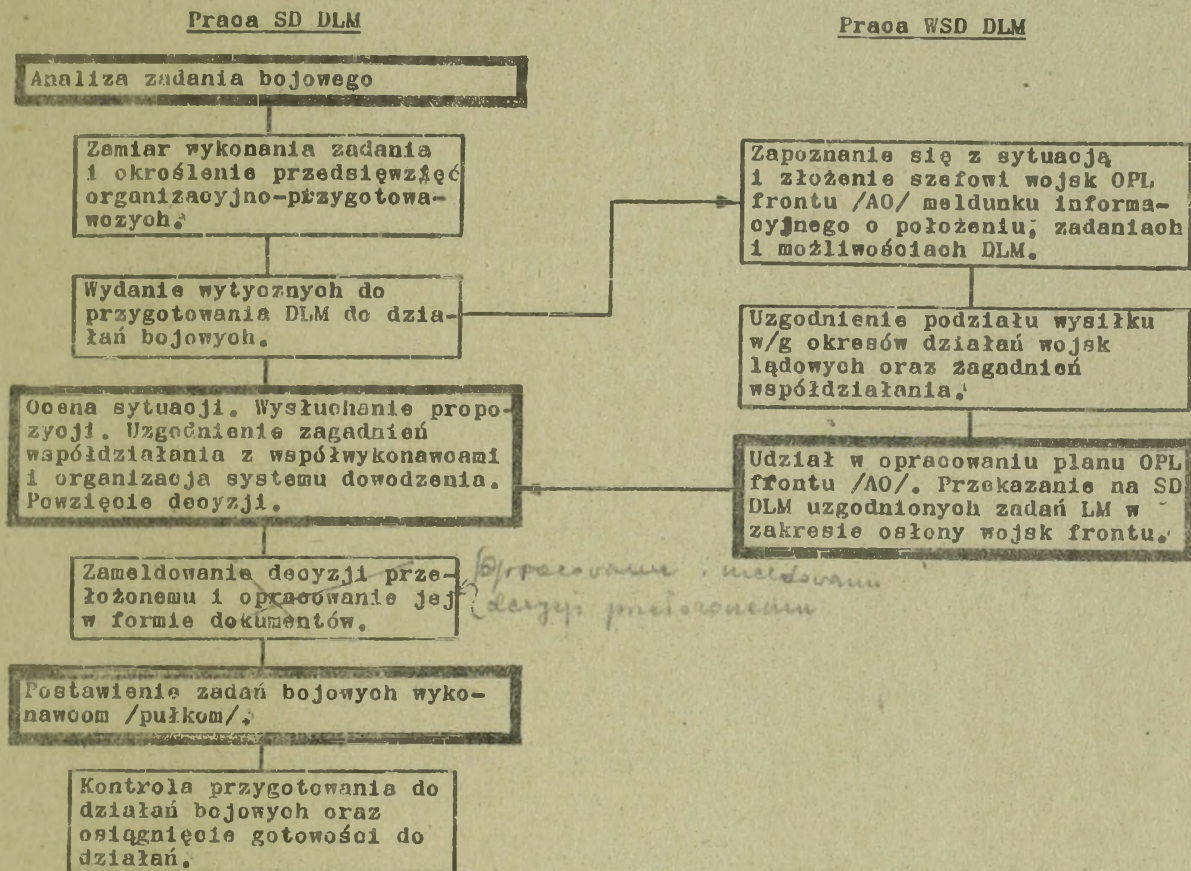 Praca SD DLM
Analiza zadania bojowego
Zamiar wykonania zadania
i określenie przedsięwzięć
organizacyjno-przygotowa-
wczych.
Wydanie wytycznych do
przygotowania DLM do dzia-
łań bojowych.
Ocena sytuacji. Wysłuchanie propo-
zycji. Uzgodnienie zagadnień
współdziałania z współwykonawcami
i organizacja systemu dowodzenia.
Powzięcie decyzji.
Zameldowanie decyzji prze-
łożonemu i opracowanie jej
w formie dokumentów.
Opracowanie i meldowanie
decyzji przełożonemu
Postawienie zadań bojowych wyko-
nawcom /pułkom/.
Kontrola przygotowania do
działań bojowych oraz
osiągnięcie gotowości do
działań.
Praca WSD DLM
Zapoznanie się z sytuacją
i złożenie szefowi wojsk OPL
frontu /AO/ meldunku informa-
cyjnego o położeniu, zadaniach
i możliwościach DLM.
Uzgodnienie podziału wysiłku
w/g okresów działań wojsk
lądowych oraz zagadnień
współdziałania.
Udział w opracowaniu planu OPL
frontu /AO/. Przekazanie na SD
DLM uzgodnionych zadań LM w
zakresie osłony wojsk frontu.